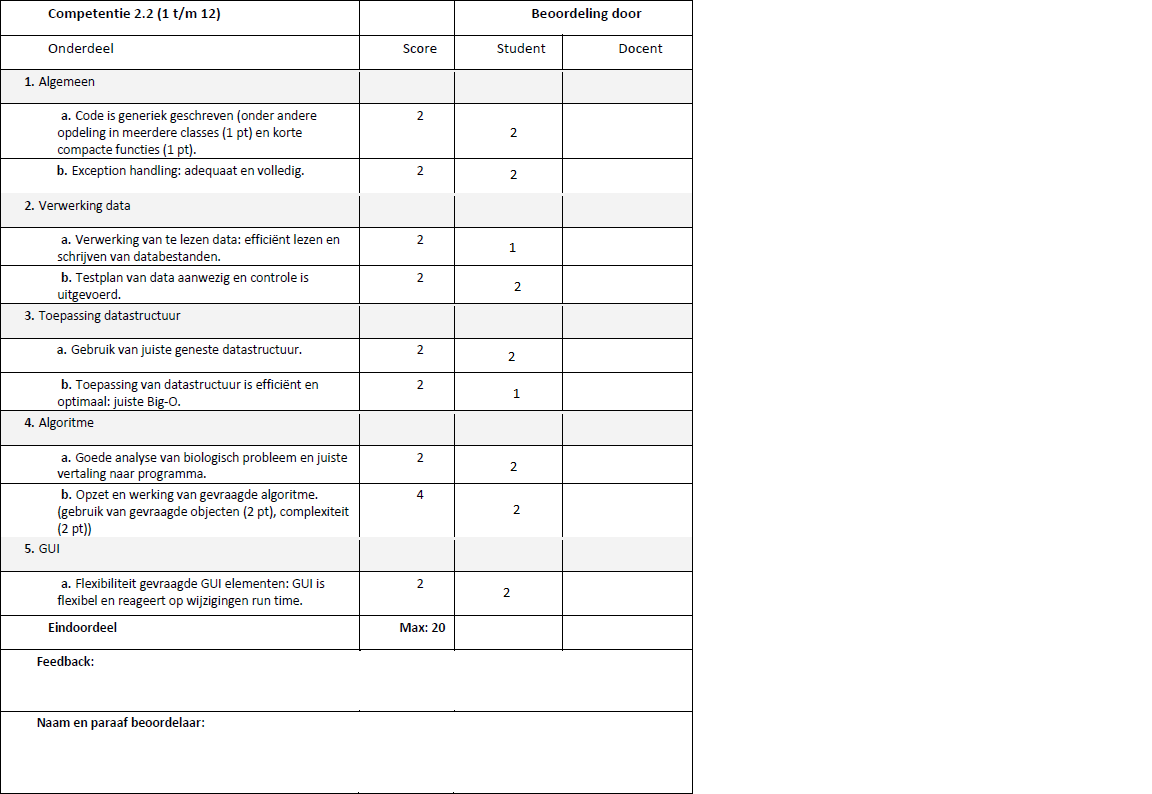 Competentie 2.2 (1 t/m 12) Beoordeling door
Onderdeel Score Student Docent
1. Algemeen
a. Code is generiek geschreven (onder andere
opdeling in meerdere classes (1 pt) en korte
compacte functies (1 pt).
2
2
b. Exception handling: adequaat en volledig.
2
2
2. Verwerking data
a. Verwerking van te lezen data: efficiënt lezen en
schrijven van databestanden.
2
1
b. Testplan van data aanwezig en controle is
uitgevoerd.
2
2
3. Toepassing datastructuur
a. Gebruik van juiste geneste datastructuur.
2
2
b. Toepassing van datastructuur is efficiënt en
optimaal: juiste Big-O.
2
1
4. Algoritme
a. Goede analyse van biologisch probleem en juiste
vertaling naar programma.
2
2
b. Opzet en werking van gevraagde algoritme.
(gebruik van gevraagde objecten (2 pt), complexiteit
(2 pt))
4
2
5. GUI
a. Flexibiliteit gevraagde GUI elementen: GUI is
flexibel en reageert op wijzigingen run time.
2
2
Eindoordeel Max: 20
Feedback:
Naam en paraaf beoordelaar: